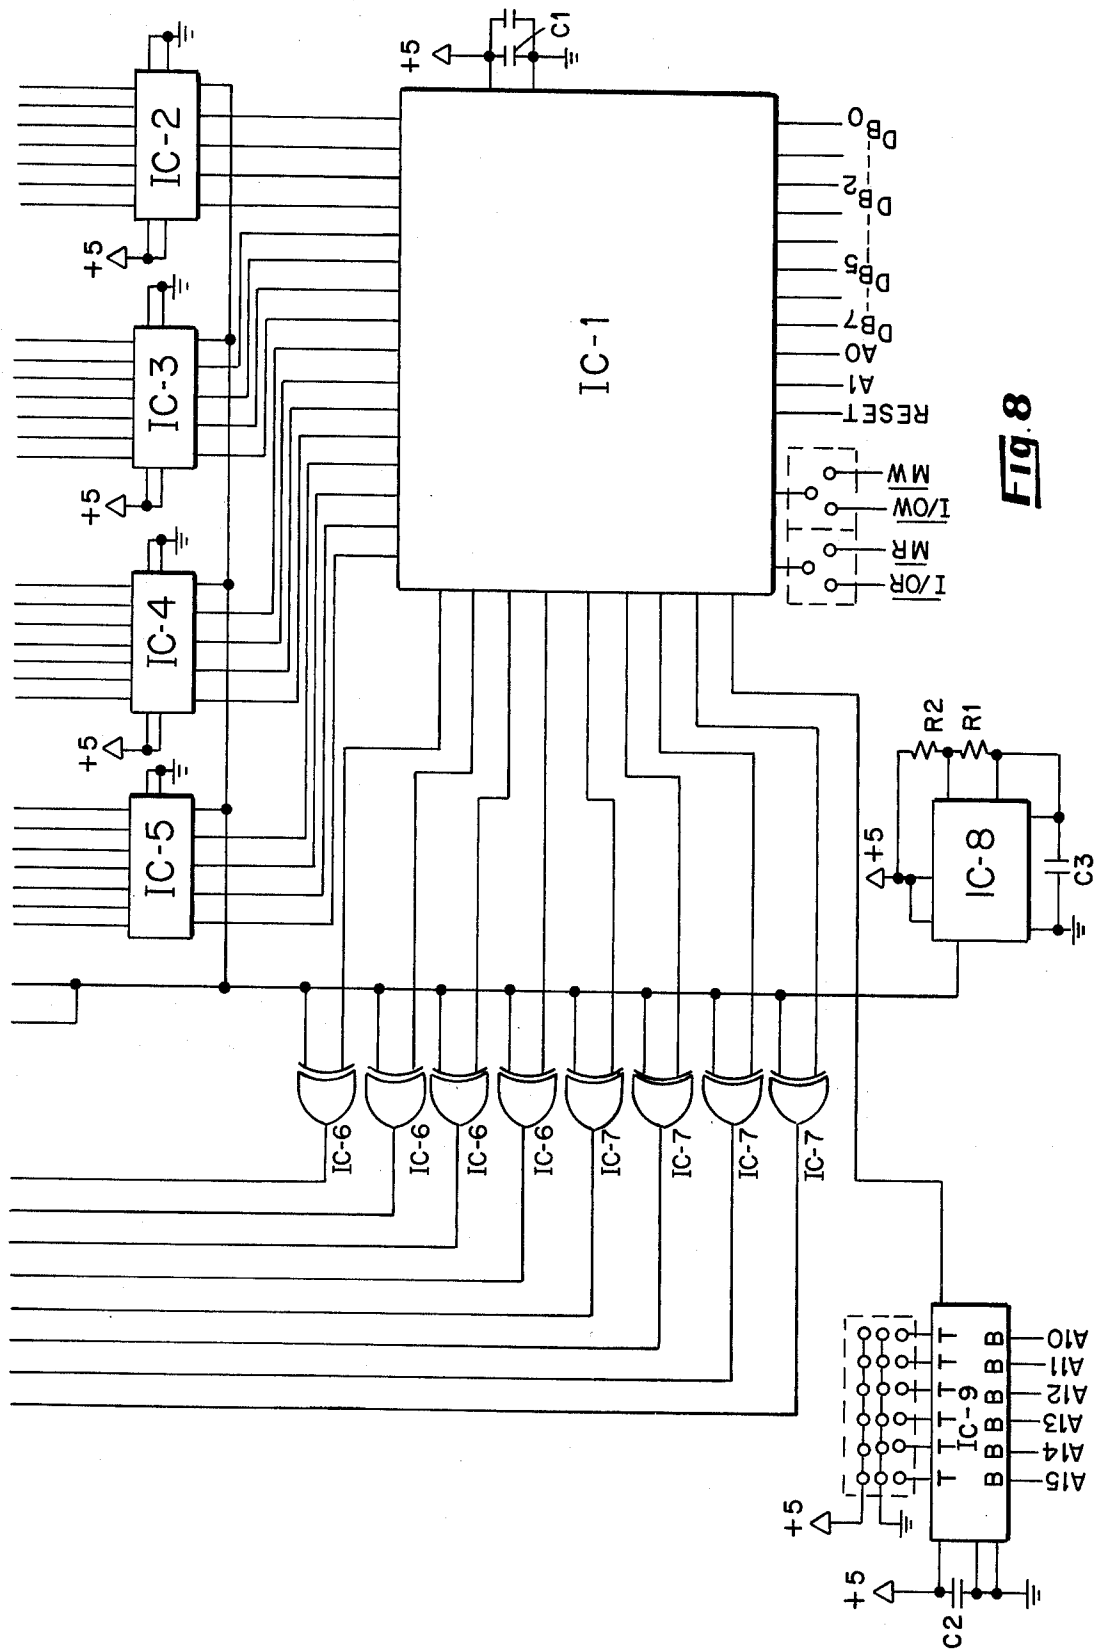 +5
C1
IC-2
+5
IC-3
+5
IC-4
+5
IC-5
IC-1
DB0
DB2
DB5
DB7
A0
A1
RESET
MW
I/OW
MR
I/OR
Fig. 8
R2
R1
+5
IC-8
C3
IC-6
IC-6
IC-6
IC-6
IC-7
IC-7
IC-7
IC-7
+5
T T T T T T
IC-9
B B B B B B
A15 A14 A13 A12 A11 A10
+5
C2